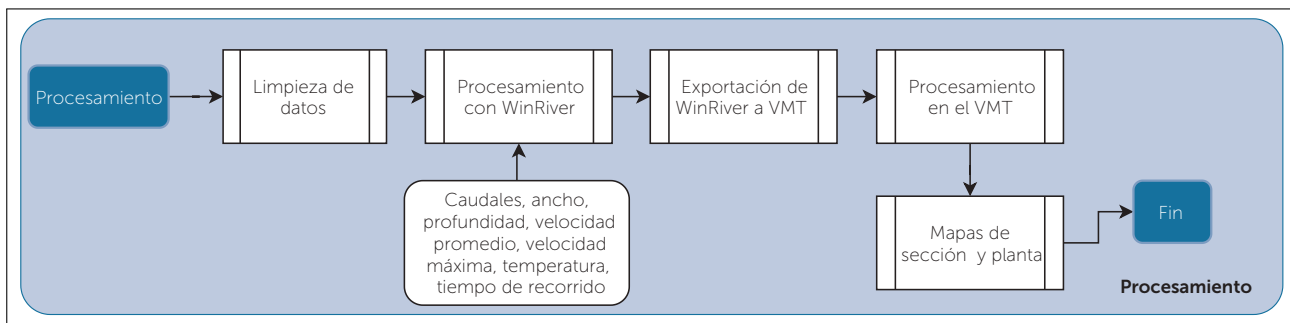 Procesamiento
Limpieza de
datos
Procesamiento
con WinRiver
Exportación de
WinRiver a VMT
Procesamiento
en el VMT
Caudales, ancho,
profundidad, velocidad
promedio, velocidad
máxima, temperatura,
tiempo de recorrido
Mapas de
sección y planta
Fin
Procesamiento